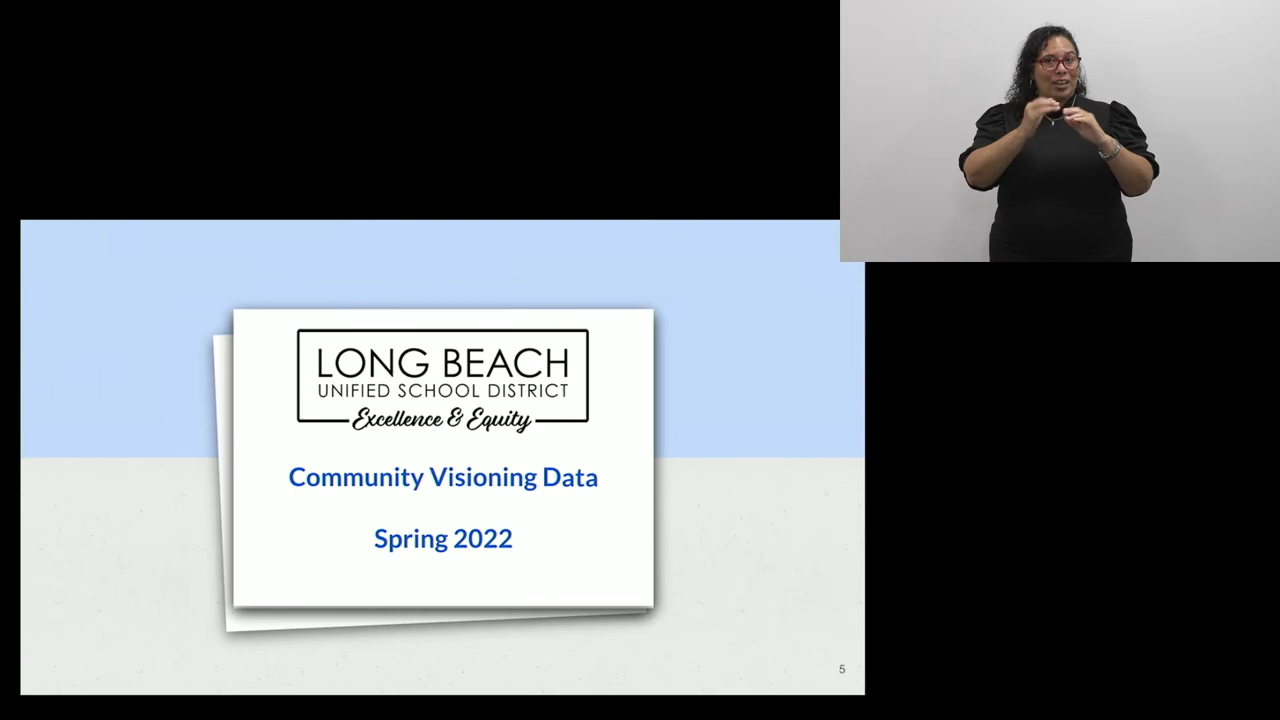 LONG BEACH
UNIFIED SCHOOL DISTRICT
Excellence & Equity
Community Visioning Data
Spring 2022
5